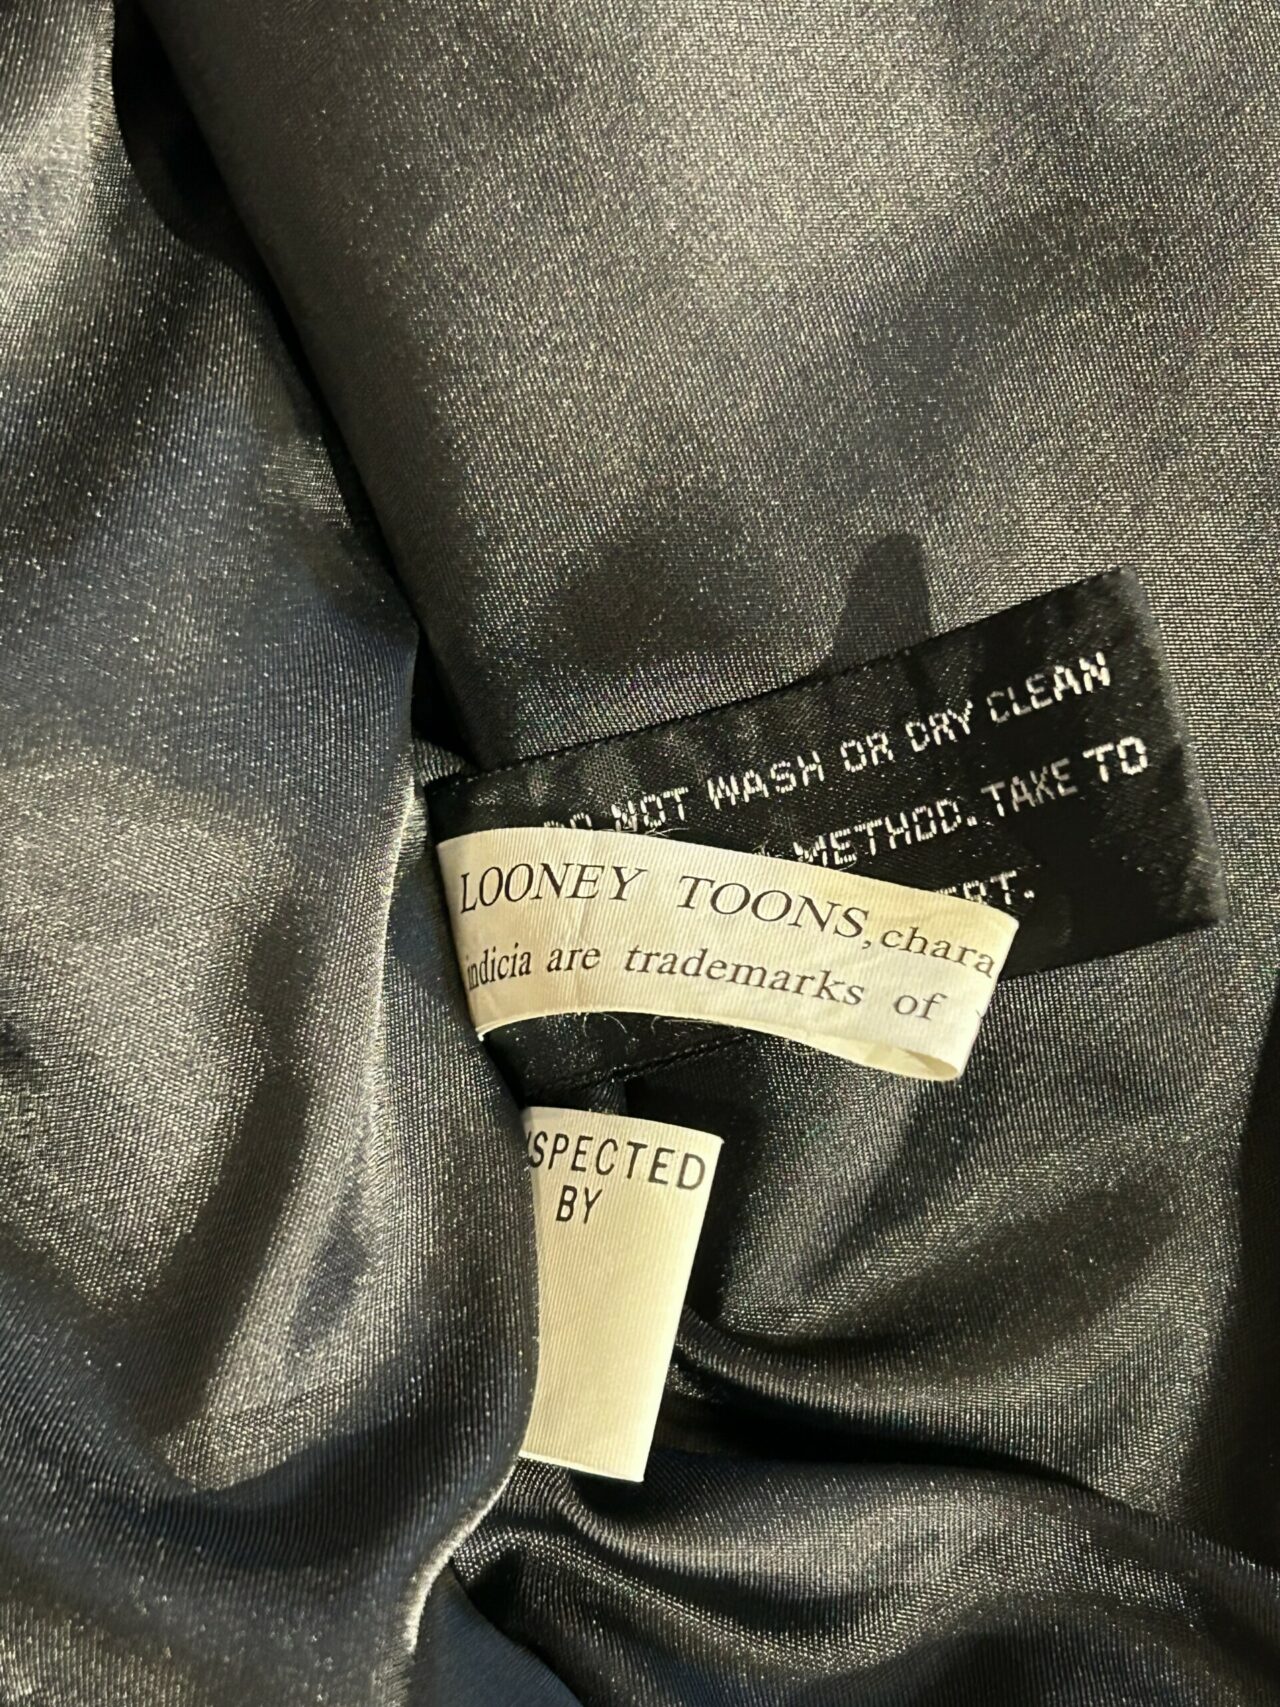 DO NOT WASH OR DRY CLEAN
METHOD. TAKE TO
LOONEY TOONS, chara
indicia are trademarks of
SPECTED
BY